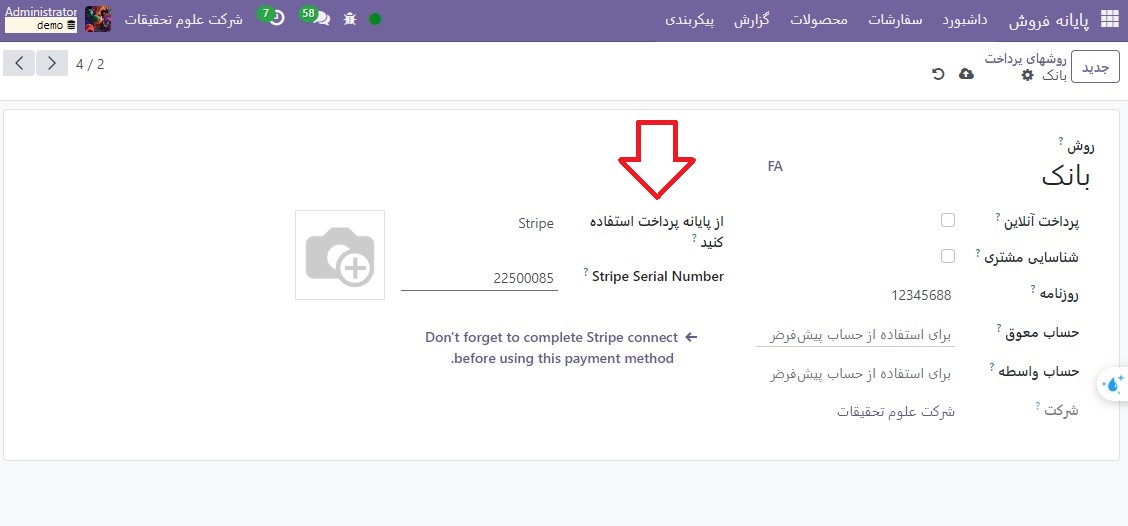 پایانه فروش داشبورد سفارشات محصولات گزارش پیکربندی
58 7 شرکت علوم تحقیقات
Administrator
demo
جدید
روشهای پرداخت
بانک
4 / 2
روش ?
بانک
FA
پرداخت آنلاین ?
شناسایی مشتری ?
روزنامه ? 12345688
حساب معوق ? برای استفاده از حساب پیش‌فرض
حساب واسطه ? برای استفاده از حساب پیش‌فرض
شرکت ? شرکت علوم تحقیقات
از پایانه پرداخت استفاده
کنید ?
Stripe
Stripe Serial Number ? 22500085
Don't forget to complete Stripe connect
.before using this payment method